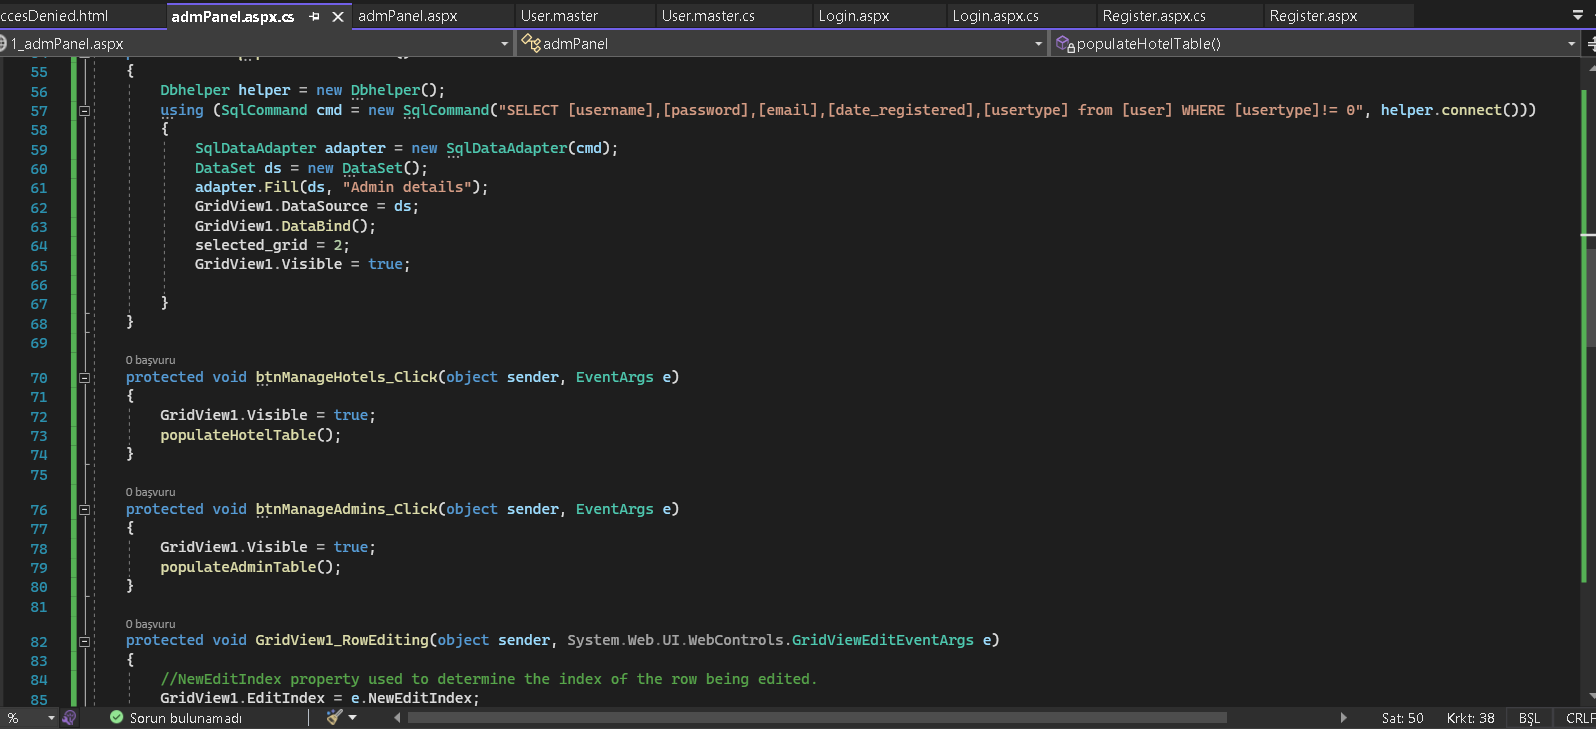 ccesDenied.html admPanel.aspx.cs admPanel.aspx User.master User.master.cs Login.aspx Login.aspx.cs Register.aspx.cs Register.aspx
1_admPanel.aspx admPanel populateHotelTable()
55 {
56 Dbhelper helper = new Dbhelper();
57 using (SqlCommand cmd = new SqlCommand("SELECT [username],[password],[email],[date_registered],[usertype] from [user] WHERE [usertype]!= 0", helper.connect()))
58 {
59 SqlDataAdapter adapter = new SqlDataAdapter(cmd);
60 DataSet ds = new DataSet();
61 adapter.Fill(ds, "Admin details");
62 GridView1.DataSource = ds;
63 GridView1.DataBind();
64 selected_grid = 2;
65 GridView1.Visible = true;
66
67 }
68 }
69
0 başvuru
70 protected void btnManageHotels_Click(object sender, EventArgs e)
71 {
72 GridView1.Visible = true;
73 populateHotelTable();
74 }
75
0 başvuru
76 protected void btnManageAdmins_Click(object sender, EventArgs e)
77 {
78 GridView1.Visible = true;
79 populateAdminTable();
80 }
81
0 başvuru
82 protected void GridView1_RowEditing(object sender, System.Web.UI.WebControls.GridViewEditEventArgs e)
83 {
84 //NewEditIndex property used to determine the index of the row being edited.
85 GridView1.EditIndex = e.NewEditIndex;
% Sorun bulunamadı Sat: 50 Krkt: 38 BŞL CRLF